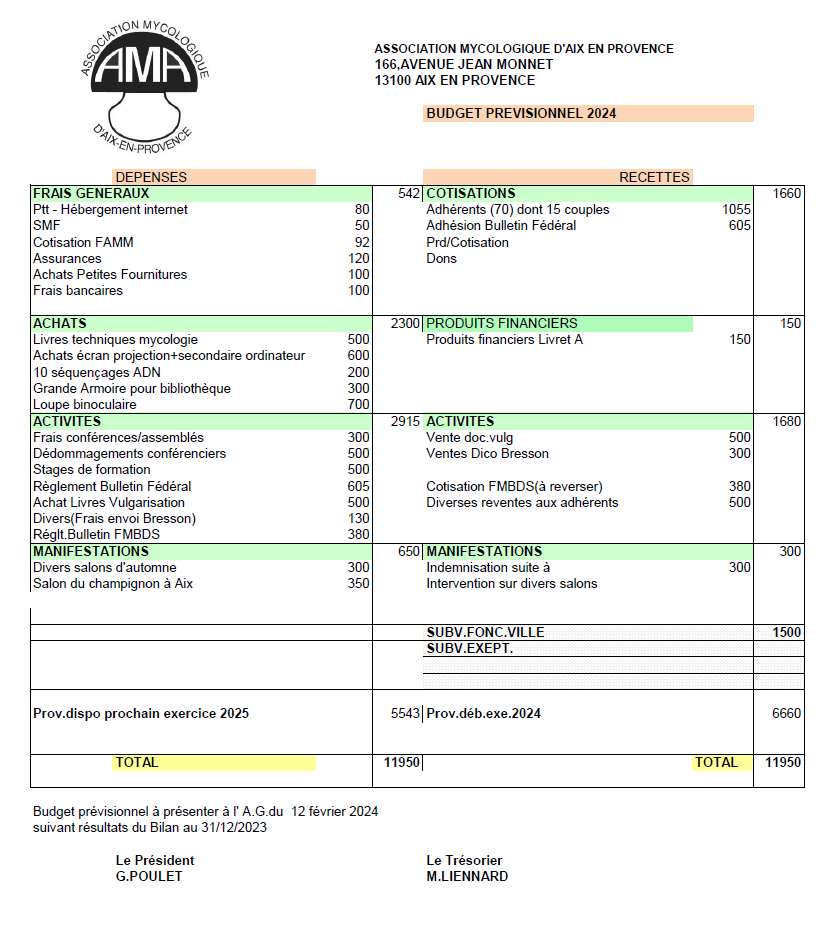 ASSOCIATION MYCOLOGIQUE
AMA
D'AIX-EN-PROVENCE
ASSOCIATION MYCOLOGIQUE D'AIX EN PROVENCE
166,AVENUE JEAN MONNET
13100 AIX EN PROVENCE
BUDGET PREVISIONNEL 2024
DEPENSES RECETTES
FRAIS GENERAUX 542 COTISATIONS 1660
Ptt - Hébergement internet 80 Adhérents (70) dont 15 couples 1055
SMF 50 Adhésion Bulletin Fédéral 605
Cotisation FAMM 92 Prd/Cotisation
Assurances 120 Dons
Achats Petites Fournitures 100
Frais bancaires 100
ACHATS 2300 PRODUITS FINANCIERS 150
Livres techniques mycologie 500 Produits financiers Livret A 150
Achats écran projection+secondaire ordinateur 600
10 séquençages ADN 200
Grande Armoire pour bibliothèque 300
Loupe binoculaire 700
ACTIVITES 2915 ACTIVITES 1680
Frais conférences/assemblés 300 Vente doc.vulg 500
Dédommagements conférenciers 500 Ventes Dico Bresson 300
Stages de formation 500
Règlement Bulletin Fédéral 605 Cotisation FMBDS(à reverser) 380
Achat Livres Vulgarisation 500 Diverses reventes aux adhérents 500
Divers(Frais envoi Bresson) 130
Réglt.Bulletin FMBDS 380
MANIFESTATIONS 650 MANIFESTATIONS 300
Divers salons d'automne 300 Indemnisation suite à 300
Salon du champignon à Aix 350 Intervention sur divers salons
SUBV.FONC.VILLE 1500
SUBV.EXEPT.
Prov.dispo prochain exercice 2025 5543 Prov.déb.exe.2024 6660
TOTAL 11950 TOTAL 11950
Budget prévisionnel à présenter à l' A.G.du 12 février 2024
suivant résultats du Bilan au 31/12/2023
Le Président Le Trésorier
G.POULET M.LIENNARD